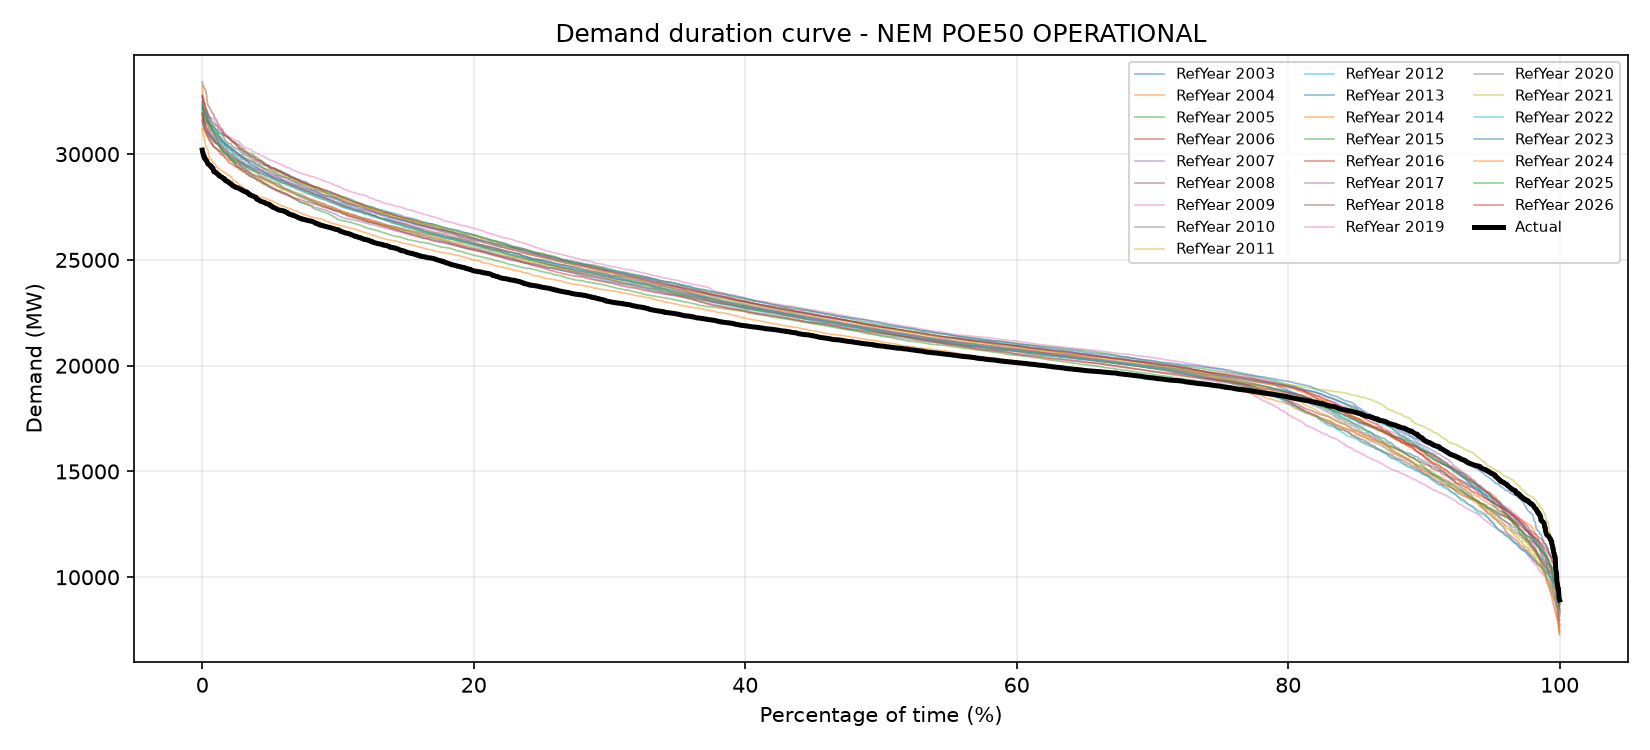 Demand duration curve - NEM POE50 OPERATIONAL
RefYear 2003
RefYear 2004
RefYear 2005
RefYear 2006
RefYear 2007
RefYear 2008
RefYear 2009
RefYear 2010
RefYear 2011
RefYear 2012
RefYear 2013
RefYear 2014
RefYear 2015
RefYear 2016
RefYear 2017
RefYear 2018
RefYear 2019
RefYear 2020
RefYear 2021
RefYear 2022
RefYear 2023
RefYear 2024
RefYear 2025
RefYear 2026
Actual
Demand (MW)
30000
25000
20000
15000
10000
0 20 40 60 80 100
Percentage of time (%)